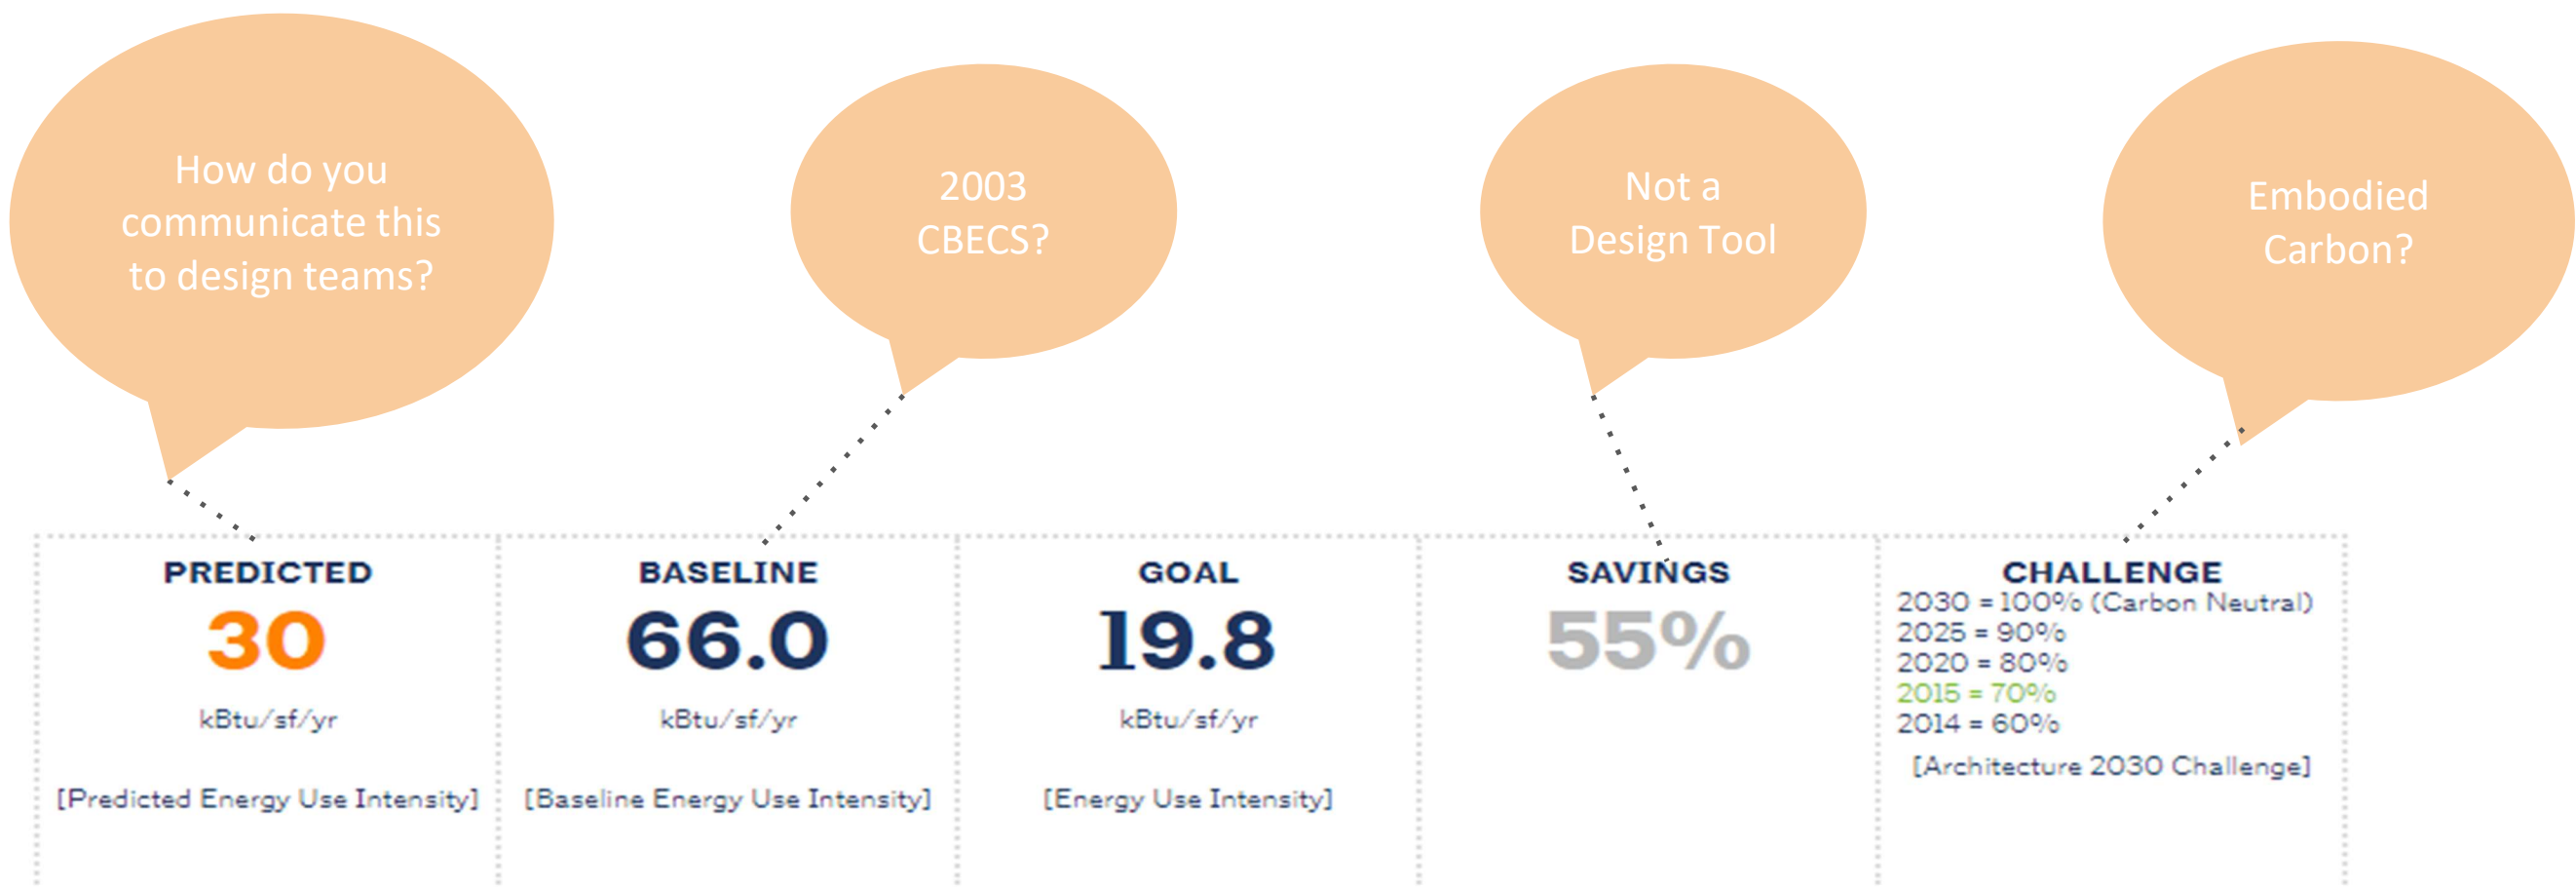 How do you
communicate this
to design teams?
2003
CBECS?
Not a
Design Tool
Embodied
Carbon?
PREDICTED
30
kBtu/sf/yr
[Predicted Energy Use Intensity]
BASELINE
66.0
kBtu/sf/yr
[Baseline Energy Use Intensity]
GOAL
19.8
kBtu/sf/yr
[Energy Use Intensity]
SAVINGS
55%
CHALLENGE
2030 = 100% (Carbon Neutral)
2025 = 90%
2020 = 80%
2015 = 70%
2014 = 60%
[Architecture 2030 Challenge]